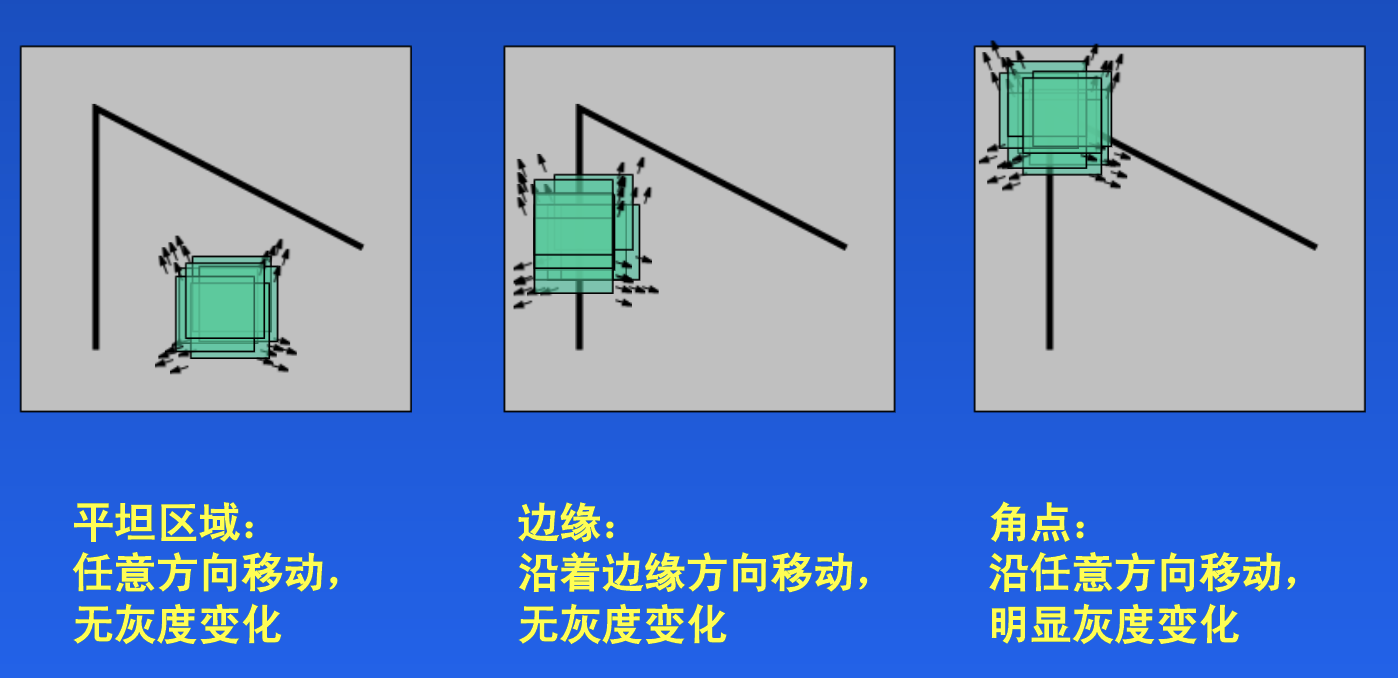 平坦区域：
任意方向移动，
无灰度变化
边缘：
沿着边缘方向移动，
无灰度变化
角点：
沿任意方向移动，
明显灰度变化